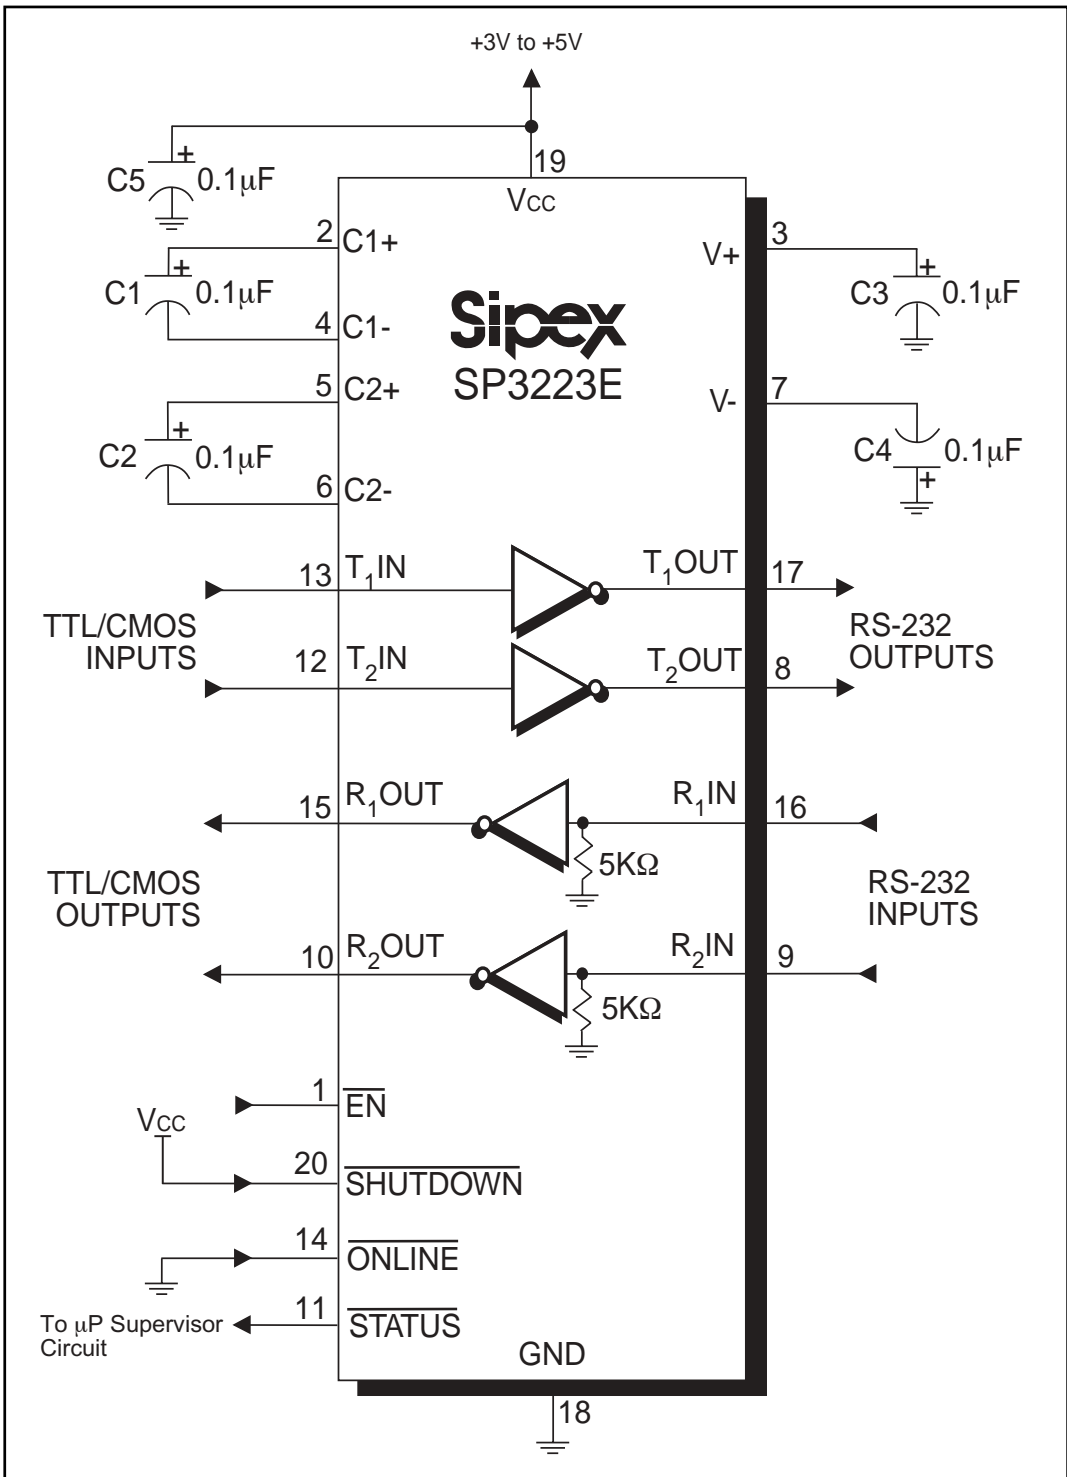 +3V to +5V
19
VCC
C5
+
0.1μF
2
C1+
C1
+
0.1μF
4
C1-
5
C2+
C2
+
0.1μF
6
C2-
3
V+
C3
+
0.1μF
7
V-
C4
0.1μF
+
Sipex
SP3223E
13
T1IN
T1OUT
17
TTL/CMOS
INPUTS
12
T2IN
T2OUT
8
RS-232
OUTPUTS
15
R1OUT
R1IN
16
5KΩ
TTL/CMOS
OUTPUTS
10
R2OUT
R2IN
9
5KΩ
RS-232
INPUTS
1
EN
VCC
20
SHUTDOWN
14
ONLINE
11
STATUS
To μP Supervisor
Circuit
GND
18